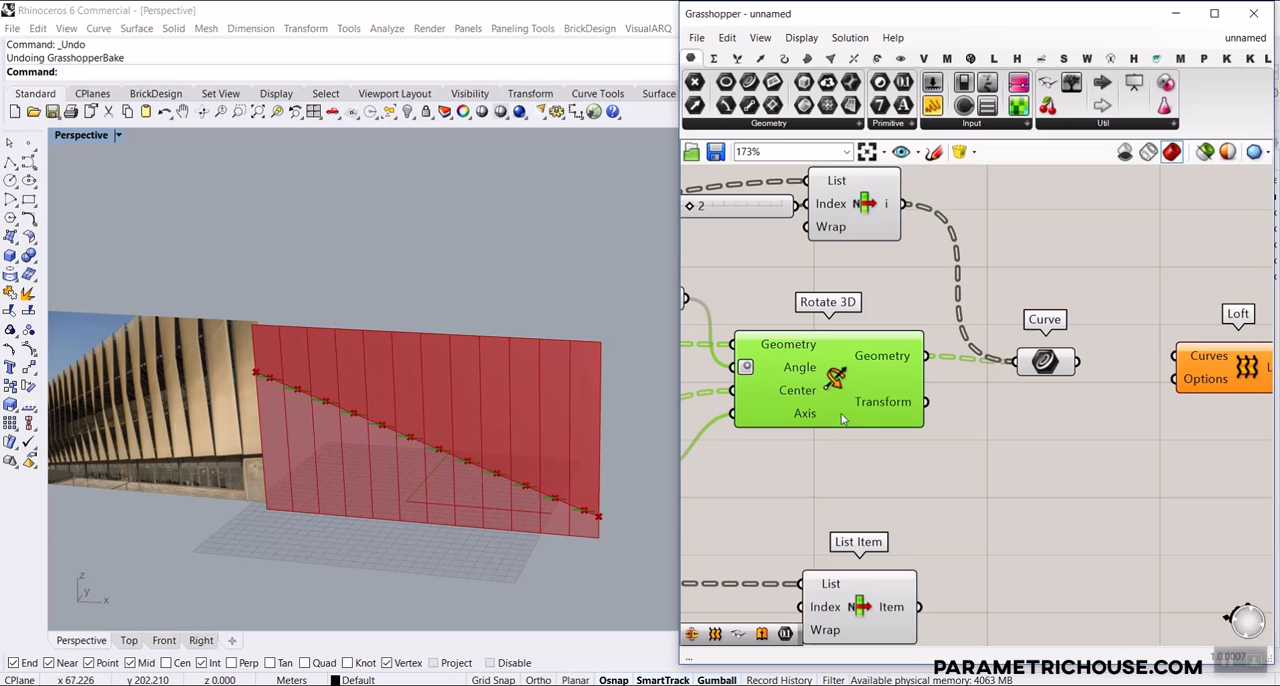 Rhinoceros 6 Commercial - [Perspective]
File Edit View Curve Surface Solid Mesh Dimension Transform Tools Analyze Render Panels Paneling Tools BrickDesign VisualARQ
Command: _Undo
Undoing GrasshopperBake
Command:
Standard CPlanes BrickDesign Set View Display Select Viewport Layout Visibility Transform Curve Tools Surface
Perspective
z
y
x
Perspective Top Front Right
End Near Point Mid Cen Int Perp Tan Quad Knot Vertex Project Disable
CPlane x 67.226 y 202.210 z 0.000 Meters Default Grid Snap Ortho Planar Osnap SmartTrack Gumball Record History Filter Available physical memory: 4063 MB
Grasshopper - unnamed
File Edit View Display Solution Help unnamed
Σ V M L H S W H M P K K L
Geometry Primitive Input Util
173%
List
2 Index i
Wrap
Rotate 3D
Geometry
Angle Geometry
Center
Axis Transform
Curve
Loft
Curves
Options L
List Item
List
Index Item
Wrap
...
1.0.0007
PARAMETRICHOUSE.COM